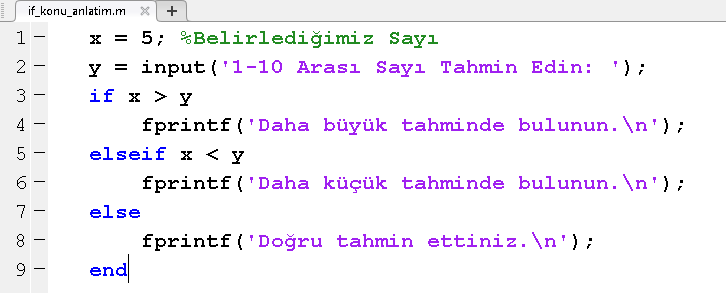 if_konu_anlatim.m × +
1 – x = 5; %Belirlediğimiz Sayı
2 – y = input('1-10 Arası Sayı Tahmin Edin: ');
3 – if x > y
4 – fprintf('Daha büyük tahminde bulunun.\n');
5 – elseif x < y
6 – fprintf('Daha küçük tahminde bulunun.\n');
7 – else
8 – fprintf('Doğru tahmin ettiniz.\n');
9 – end